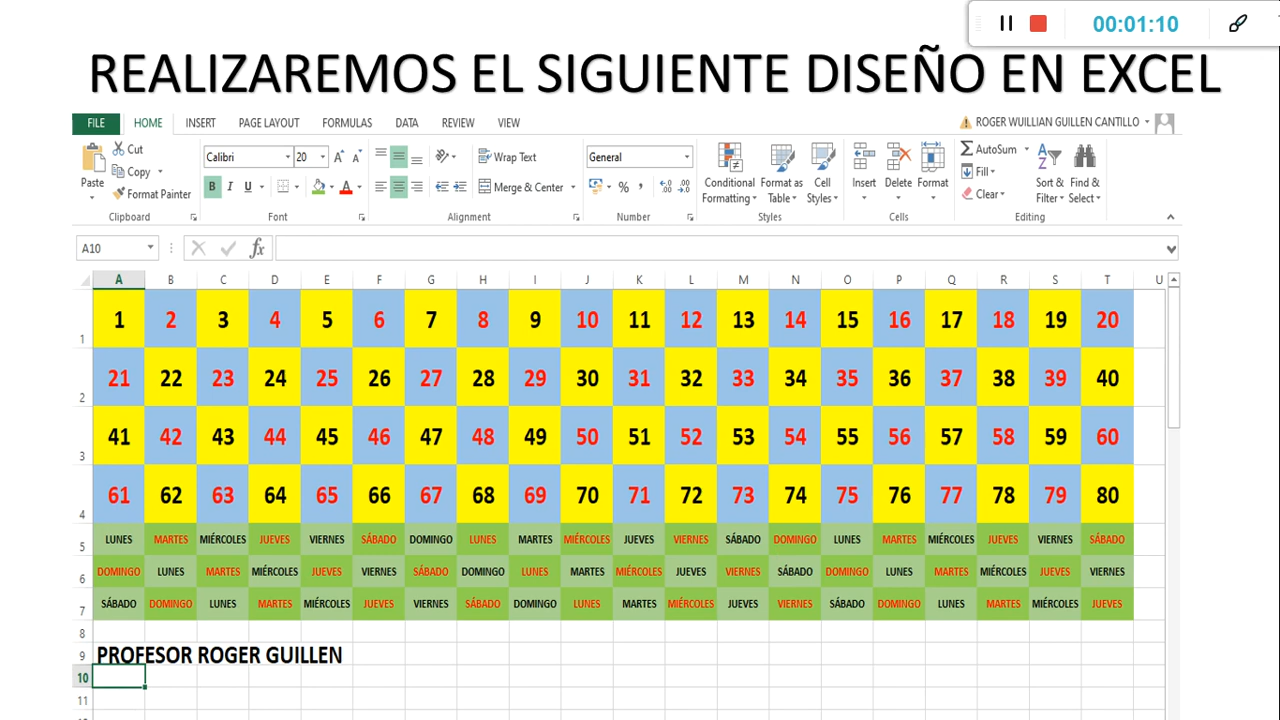 00:01:10
REALIZAREMOS EL SIGUIENTE DISEÑO EN EXCEL
FILE HOME INSERT PAGE LAYOUT FORMULAS DATA REVIEW VIEW ROGER WUILLIAN GUILLEN CANTILLO
Cut Calibri 20 Wrap Text General AutoSum
Copy Fill
Paste Format Painter B I U Merge & Center % Conditional Formatting Format as Table Cell Styles Insert Delete Format Clear Sort & Filter Find & Select
Clipboard Font Alignment Number Styles Cells Editing
A10 fx
A B C D E F G H I J K L M N O P Q R S T U
1 1 2 3 4 5 6 7 8 9 10 11 12 13 14 15 16 17 18 19 20
2 21 22 23 24 25 26 27 28 29 30 31 32 33 34 35 36 37 38 39 40
3 41 42 43 44 45 46 47 48 49 50 51 52 53 54 55 56 57 58 59 60
4 61 62 63 64 65 66 67 68 69 70 71 72 73 74 75 76 77 78 79 80
5 LUNES MARTES MIÉRCOLES JUEVES VIERNES SÁBADO DOMINGO LUNES MARTES MIÉRCOLES JUEVES VIERNES SÁBADO DOMINGO LUNES MARTES MIÉRCOLES JUEVES VIERNES SÁBADO
6 DOMINGO LUNES MARTES MIÉRCOLES JUEVES VIERNES SÁBADO DOMINGO LUNES MARTES MIÉRCOLES JUEVES VIERNES SÁBADO DOMINGO LUNES MARTES MIÉRCOLES JUEVES VIERNES
7 SÁBADO DOMINGO LUNES MARTES MIÉRCOLES JUEVES VIERNES SÁBADO DOMINGO LUNES MARTES MIÉRCOLES JUEVES VIERNES SÁBADO DOMINGO LUNES MARTES MIÉRCOLES JUEVES
8
9 PROFESOR ROGER GUILLEN
10
11